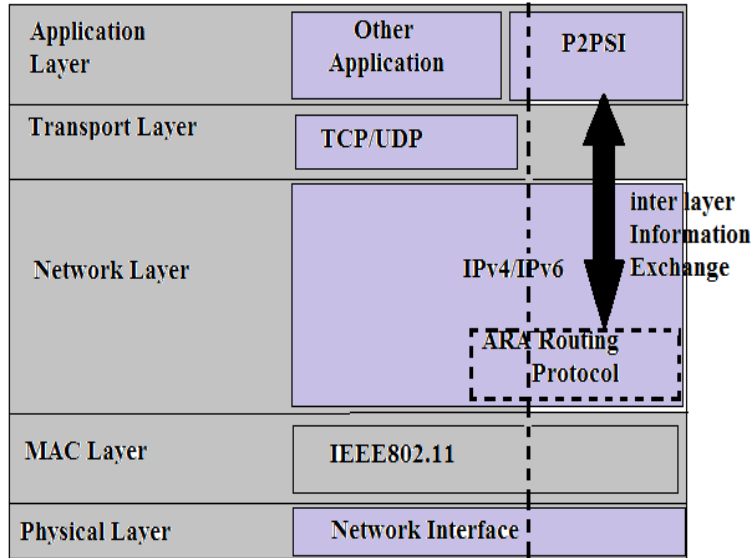 Application
Layer
Other
Application
P2PSI
Transport Layer
TCP/UDP
inter layer
Information
Exchange
Network Layer
IPv4/IPv6
ARA Routing
Protocol
MAC Layer
IEEE802.11
Physical Layer
Network Interface